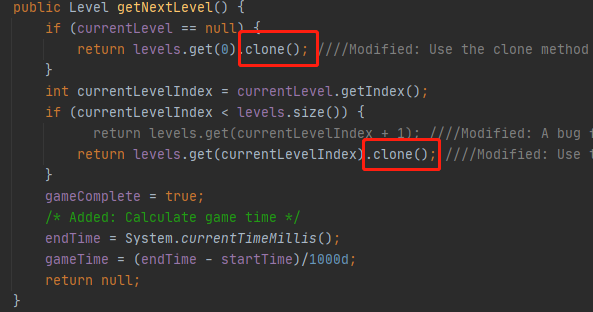 public Level getNextLevel() {
if (currentLevel == null) {
return levels.get(0).clone(); ////Modified: Use the clone method
}
int currentLevelIndex = currentLevel.getIndex();
if (currentLevelIndex < levels.size()) {
return levels.get(currentLevelIndex + 1); ////Modified: A bug
return levels.get(currentLevelIndex).clone(); ////Modified: Use
}
gameComplete = true;
/* Added: Calculate game time */
endTime = System.currentTimeMillis();
gameTime = (endTime - startTime)/1000d;
return null;
}